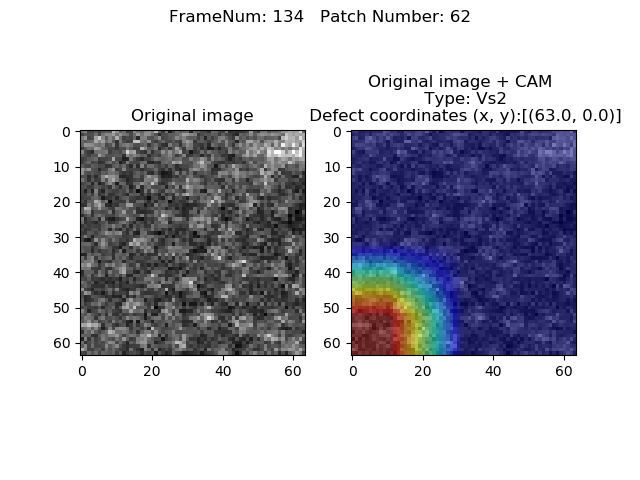 FrameNum: 134   Patch Number: 62
Original image
Original image + CAM
Type: Vs2
Defect coordinates (x, y):[(63.0, 0.0)]
0
10
20
30
40
50
60
0 20 40 60
0
10
20
30
40
50
60
0 20 40 60